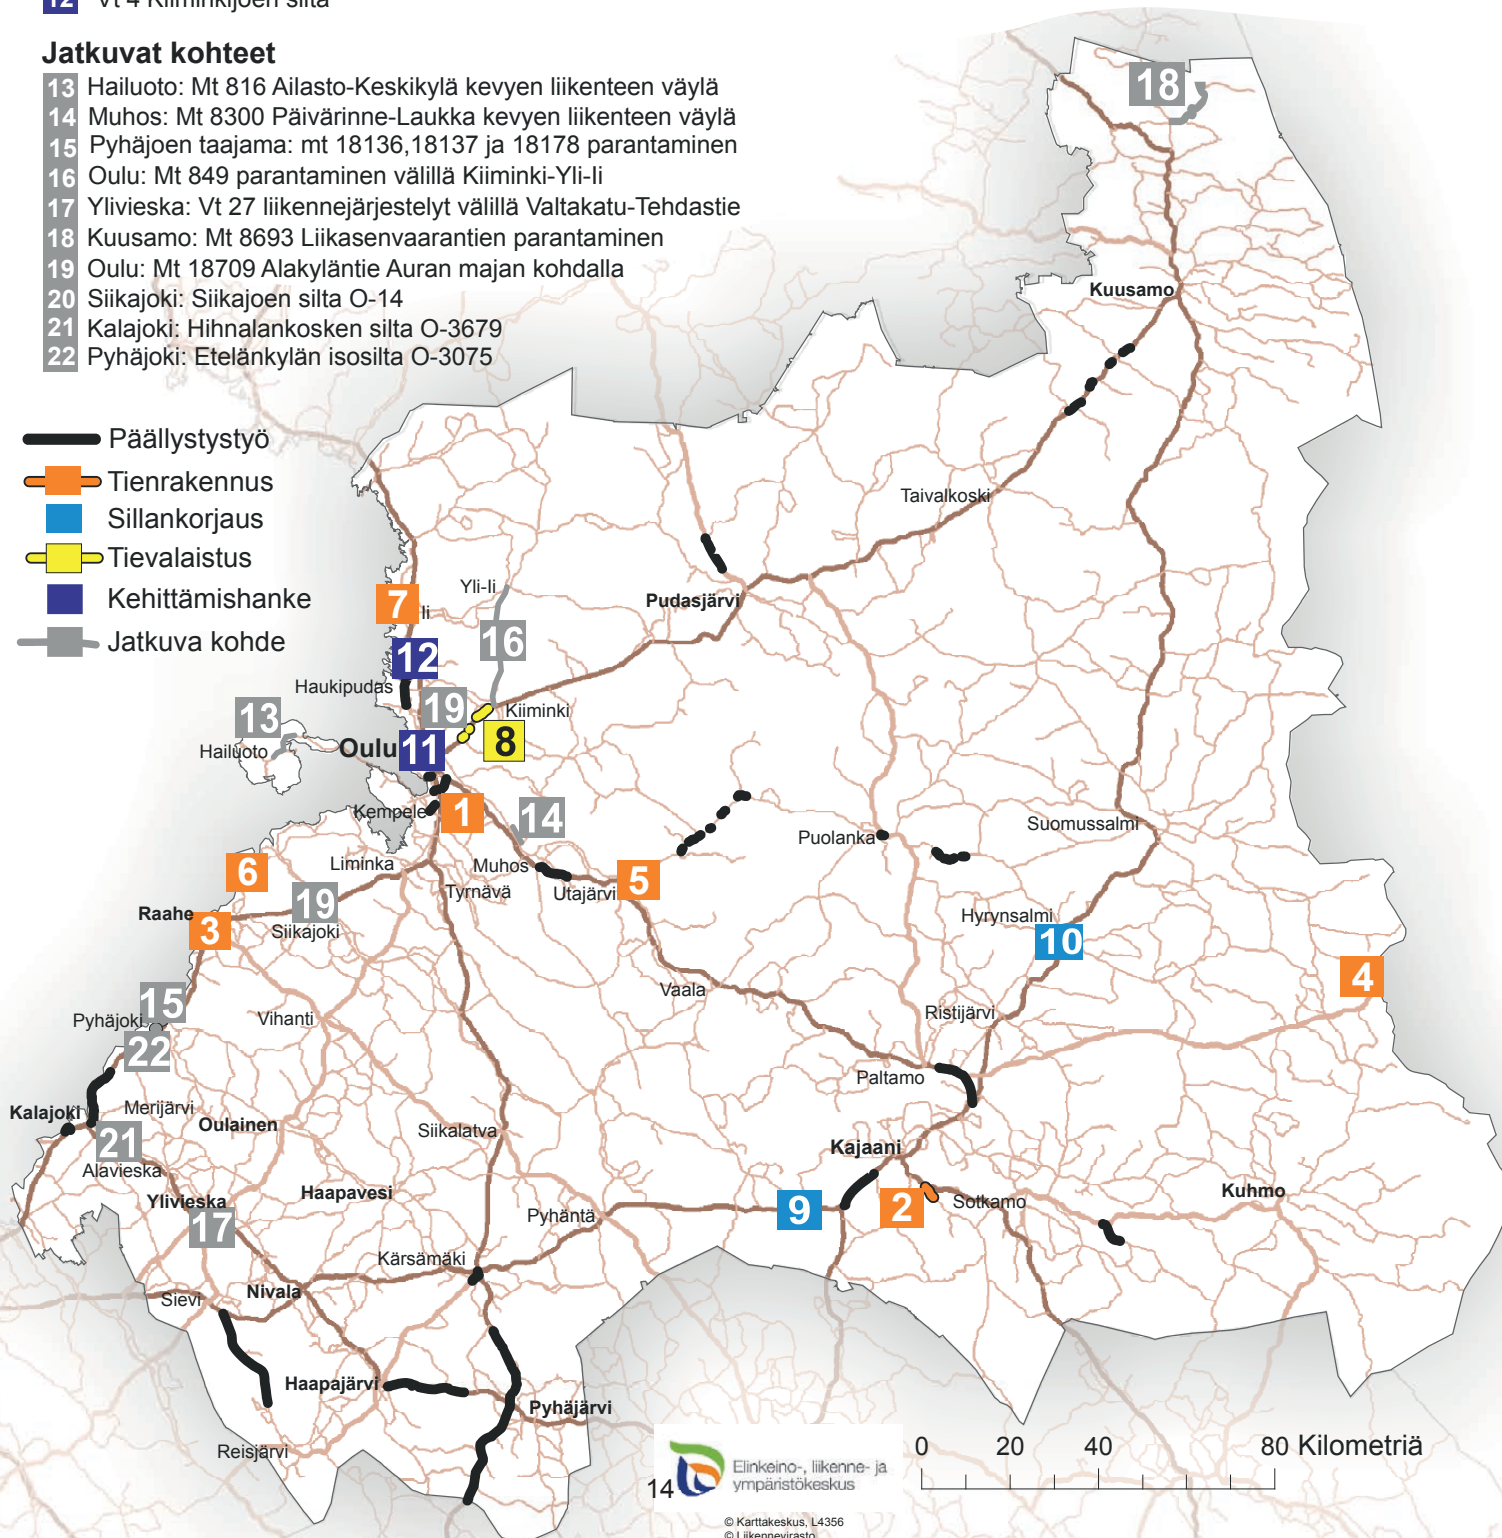 12 Vt 4 Kiiminkijoen silta
Jatkuvat kohteet
13 Hailuoto: Mt 816 Ailasto-Keskikylä kevyen liikenteen väylä
14 Muhos: Mt 8300 Päivärinne-Laukka kevyen liikenteen väylä
15 Pyhäjoen taajama: mt 18136,18137 ja 18178 parantaminen
16 Oulu: Mt 849 parantaminen välillä Kiiminki-Yli-Ii
17 Ylivieska: Vt 27 liikennejärjestelyt välillä Valtakatu-Tehdastie
18 Kuusamo: Mt 8693 Liikasenvaarantien parantaminen
19 Oulu: Mt 18709 Alakyläntie Auran majan kohdalla
20 Siikajoki: Siikajoen silta O-14
21 Kalajoki: Hihnalankosken silta O-3679
22 Pyhäjoki: Etelänkylän isosilta O-3075
Päällystystyö
Tienrakennus
Sillankorjaus
Tievalaistus
Kehittämishanke
Jatkuva kohde
18
Kuusamo
Taivalkoski
Yli-Ii
Pudasjärvi
7
Ii
16
12
Haukipudas
19
Kiiminki
13
Hailuoto
Oulu
11
8
Kempele
1
14
Puolanka
Suomussalmi
Liminka
Muhos
6
Tyrnävä
Utajärvi
5
19
Raahe
3
Siikajoki
Hyrynsalmi
10
4
Vaala
15
Pyhäjoki
Vihanti
Ristijärvi
22
Paltamo
Kalajoki
Merijärvi
Oulainen
Siikalatva
21
Alavieska
Kajaani
Ylivieska
Haapavesi
17
Pyhäntä
9
2
Sotkamo
Kuhmo
Kärsämäki
Sievi
Nivala
Haapajärvi
Pyhäjärvi
Reisjärvi
0 20 40 80 Kilometriä
Elinkeino-, liikenne- ja
ympäristökeskus
14
© Karttakeskus, L4356
© Liikennevirasto